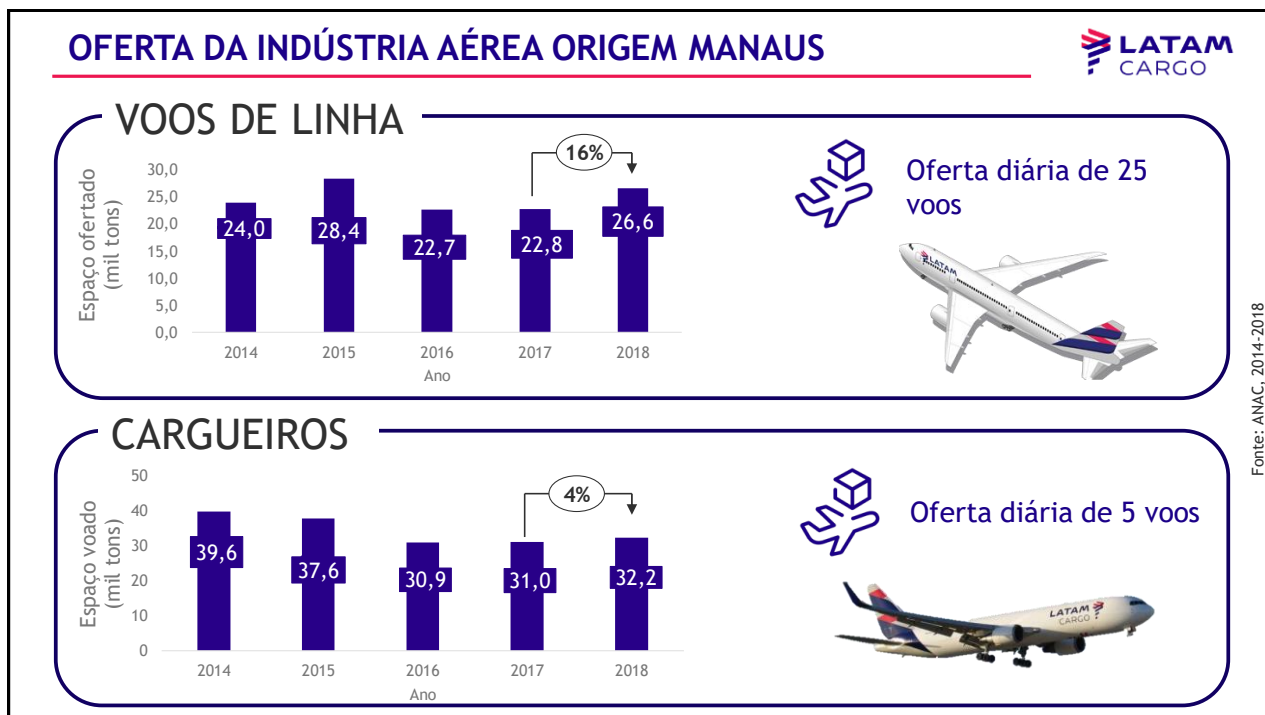 OFERTA DA INDÚSTRIA AÉREA ORIGEM MANAUS
LATAM
CARGO
VOOS DE LINHA
Espaço ofertado
(mil tons)
30,0
25,0
20,0
15,0
10,0
5,0
0,0
24,0
28,4
22,7
22,8
26,6
16%
2014
2015
2016
2017
2018
Ano
Oferta diária de 25
voos
LATAM
CARGUEIROS
Espaço voado
(mil tons)
50
40
30
20
10
0
39,6
37,6
30,9
31,0
32,2
4%
2014
2015
2016
2017
2018
Ano
Oferta diária de 5 voos
LATAM
CARGO
Fonte: ANAC, 2014-2018